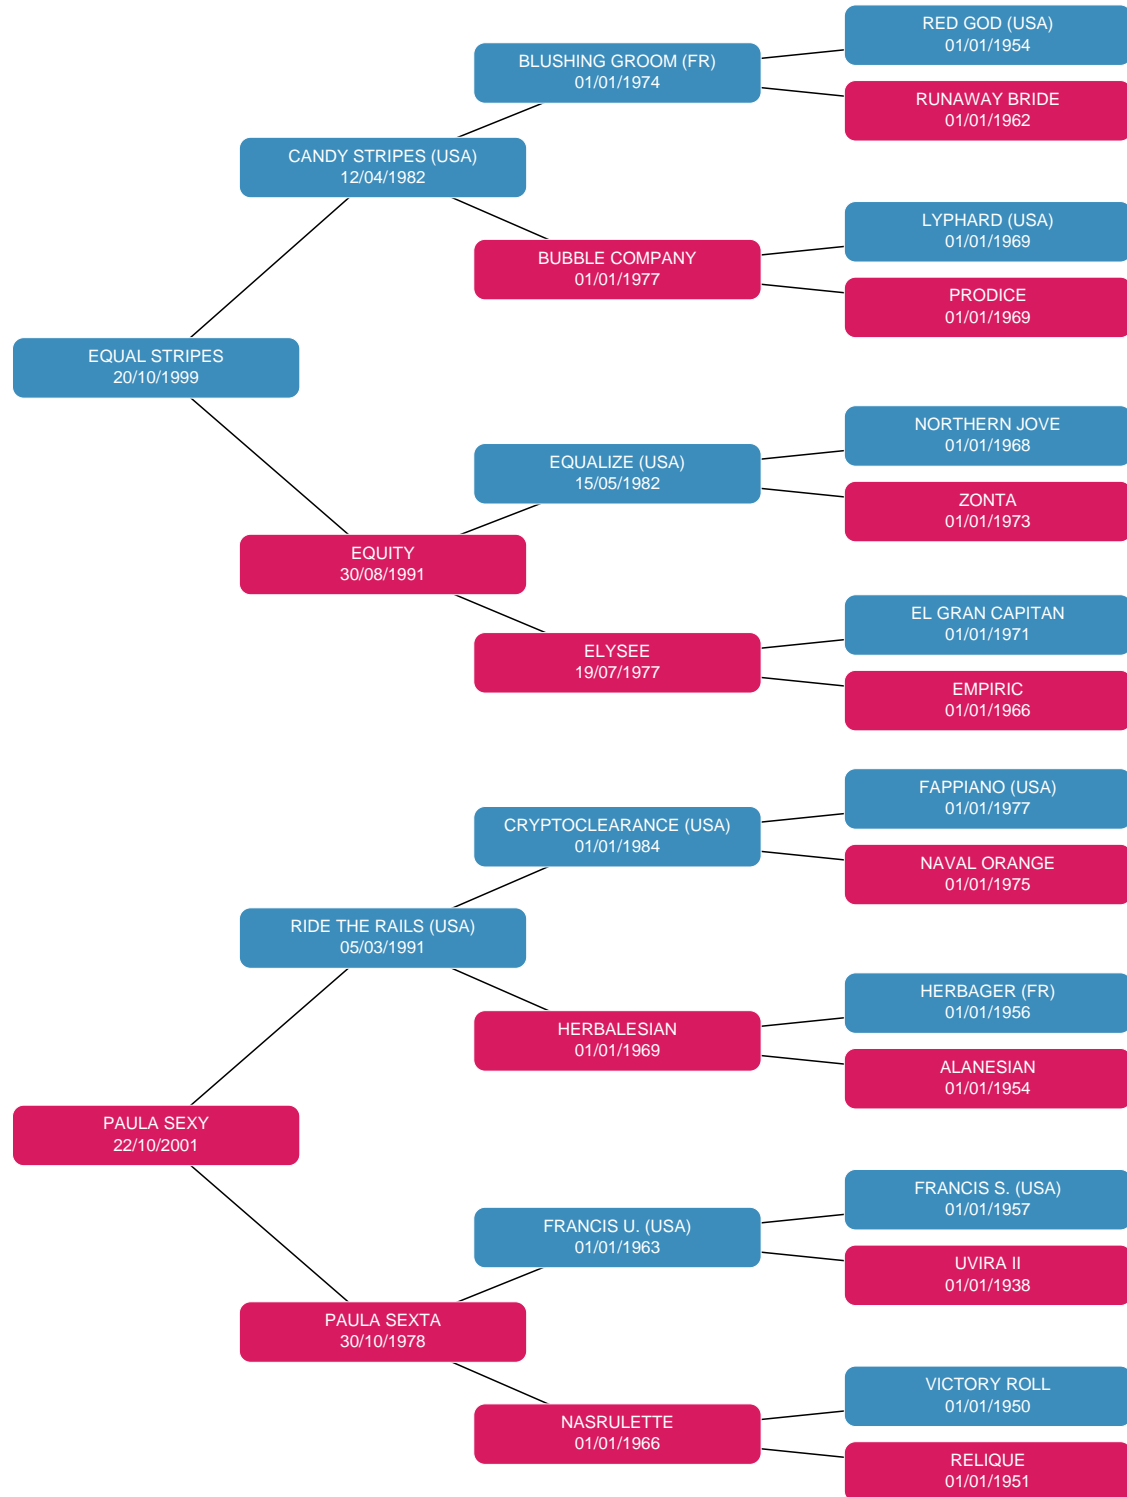 RED GOD (USA)
01/01/1954
BLUSHING GROOM (FR)
01/01/1974
RUNAWAY BRIDE
01/01/1962
CANDY STRIPES (USA)
12/04/1982
LYPHARD (USA)
01/01/1969
BUBBLE COMPANY
01/01/1977
PRODICE
01/01/1969
EQUAL STRIPES
20/10/1999
NORTHERN JOVE
01/01/1968
EQUALIZE (USA)
15/05/1982
ZONTA
01/01/1973
EQUITY
30/08/1991
EL GRAN CAPITAN
01/01/1971
ELYSEE
19/07/1977
EMPIRIC
01/01/1966
FAPPIANO (USA)
01/01/1977
CRYPTOCLEARANCE (USA)
01/01/1984
NAVAL ORANGE
01/01/1975
RIDE THE RAILS (USA)
05/03/1991
HERBAGER (FR)
01/01/1956
HERBALESIAN
01/01/1969
ALANESIAN
01/01/1954
PAULA SEXY
22/10/2001
FRANCIS S. (USA)
01/01/1957
FRANCIS U. (USA)
01/01/1963
UVIRA II
01/01/1938
PAULA SEXTA
30/10/1978
VICTORY ROLL
01/01/1950
NASRULETTE
01/01/1966
RELIQUE
01/01/1951